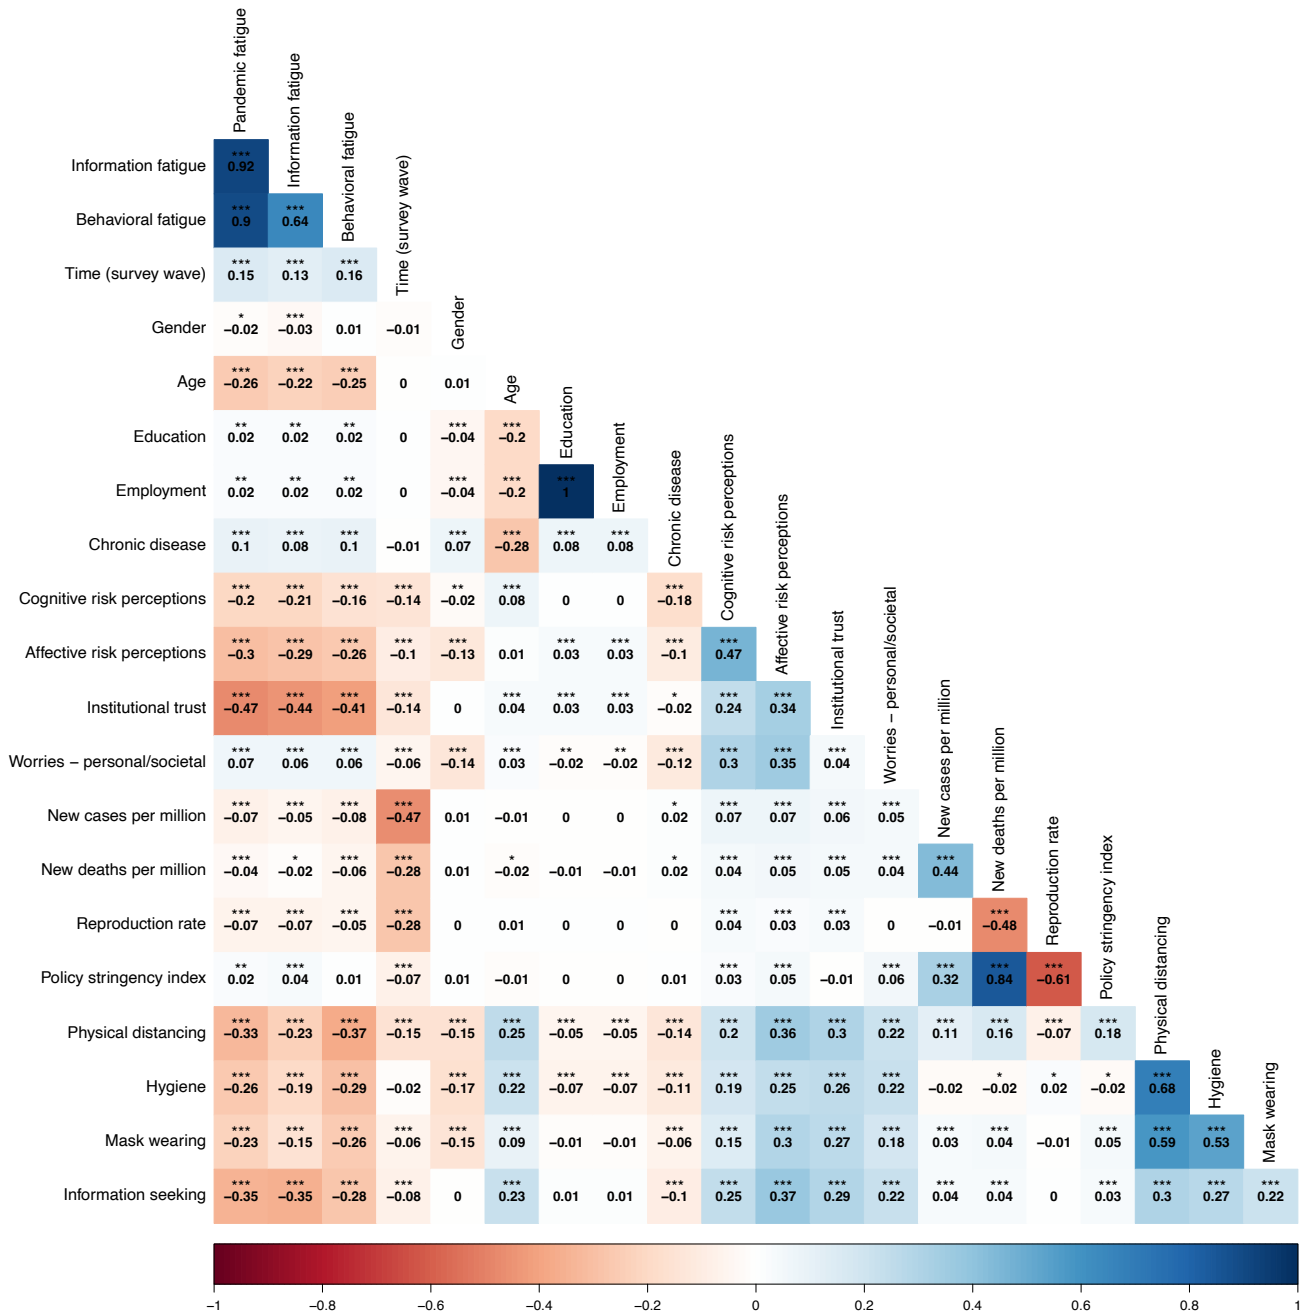 Pandemic fatigue
Information fatigue
Behavioral fatigue
Time (survey wave)
Gender
Age
Education
Employment
Chronic disease
Cognitive risk perceptions
Affective risk perceptions
Institutional trust
Worries − personal/societal
New cases per million
New deaths per million
Reproduction rate
Policy stringency index
Physical distancing
Hygiene
Mask wearing
***
Information fatigue 0.92
*** ***
Behavioral fatigue 0.9 0.64
*** *** ***
Time (survey wave) 0.15 0.13 0.16
* ***
Gender −0.02 −0.03 0.01 −0.01
*** *** ***
Age −0.26 −0.22 −0.25 0 0.01
** ** ** *** ***
Education 0.02 0.02 0.02 0 −0.04 −0.2
** ** ** *** *** ***
Employment 0.02 0.02 0.02 0 −0.04 −0.2 1
*** *** *** *** *** *** ***
Chronic disease 0.1 0.08 0.1 −0.01 0.07 −0.28 0.08 0.08
*** *** *** *** ** *** ***
Cognitive risk perceptions −0.2 −0.21 −0.16 −0.14 −0.02 0.08 0 0 −0.18
*** *** *** *** *** *** *** *** ***
Affective risk perceptions −0.3 −0.29 −0.26 −0.1 −0.13 0.01 0.03 0.03 −0.1 0.47
*** *** *** *** *** *** *** * *** ***
Institutional trust −0.47 −0.44 −0.41 −0.14 0 0.04 0.03 0.03 −0.02 0.24 0.34
*** *** *** *** *** *** ** ** *** *** *** ***
Worries − personal/societal 0.07 0.06 0.06 −0.06 −0.14 0.03 −0.02 −0.02 −0.12 0.3 0.35 0.04
*** *** *** *** * *** *** *** ***
New cases per million −0.07 −0.05 −0.08 −0.47 0.01 −0.01 0 0 0.02 0.07 0.07 0.06 0.05
*** * *** *** * * *** *** *** *** ***
New deaths per million −0.04 −0.02 −0.06 −0.28 0.01 −0.02 −0.01 −0.01 0.02 0.04 0.05 0.05 0.04 0.44
*** *** *** *** *** *** *** ***
Reproduction rate −0.07 −0.07 −0.05 −0.28 0 0.01 0 0 0 0.04 0.03 0.03 0 −0.01 −0.48
** *** *** *** *** *** *** *** ***
Policy stringency index 0.02 0.04 0.01 −0.07 0.01 −0.01 0 0 0.01 0.03 0.05 −0.01 0.06 0.32 0.84 −0.61
*** *** *** *** *** *** *** *** *** *** *** *** *** *** *** *** ***
Physical distancing −0.33 −0.23 −0.37 −0.15 −0.15 0.25 −0.05 −0.05 −0.14 0.2 0.36 0.3 0.22 0.11 0.16 −0.07 0.18
*** *** *** *** *** *** *** *** *** *** *** *** * * * ***
Hygiene −0.26 −0.19 −0.29 −0.02 −0.17 0.22 −0.07 −0.07 −0.11 0.19 0.25 0.26 0.22 −0.02 −0.02 0.02 −0.02 0.68
*** *** *** *** *** *** *** *** *** *** *** *** *** *** *** ***
Mask wearing −0.23 −0.15 −0.26 −0.06 −0.15 0.09 −0.01 −0.01 −0.06 0.15 0.3 0.27 0.18 0.03 0.04 −0.01 0.05 0.59 0.53
*** *** *** *** *** *** *** *** *** *** *** *** *** *** *** ***
Information seeking −0.35 −0.35 −0.28 −0.08 0 0.23 0.01 0.01 −0.1 0.25 0.37 0.29 0.22 0.04 0.04 0 0.03 0.3 0.27 0.22
−1 −0.8 −0.6 −0.4 −0.2 0 0.2 0.4 0.6 0.8 1